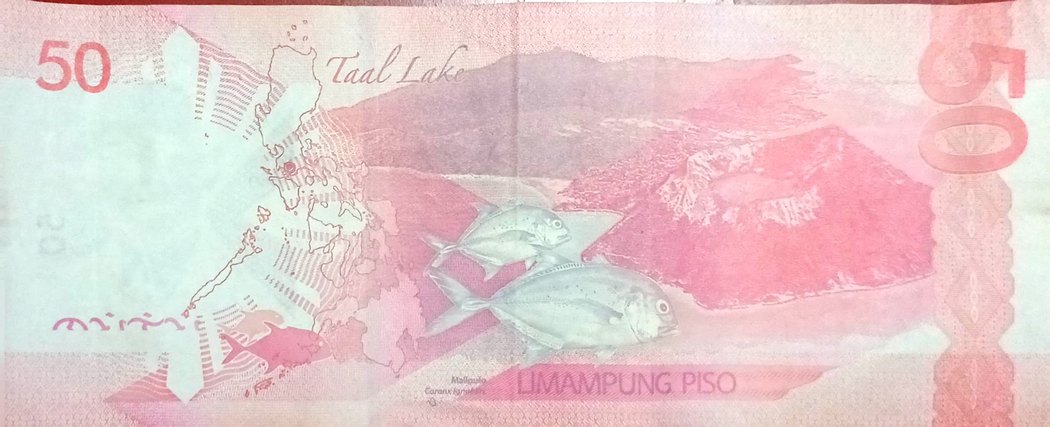 50
Taal Lake
50
Maliputo
Caranx ignobilis
LIMAMPUNG PISO